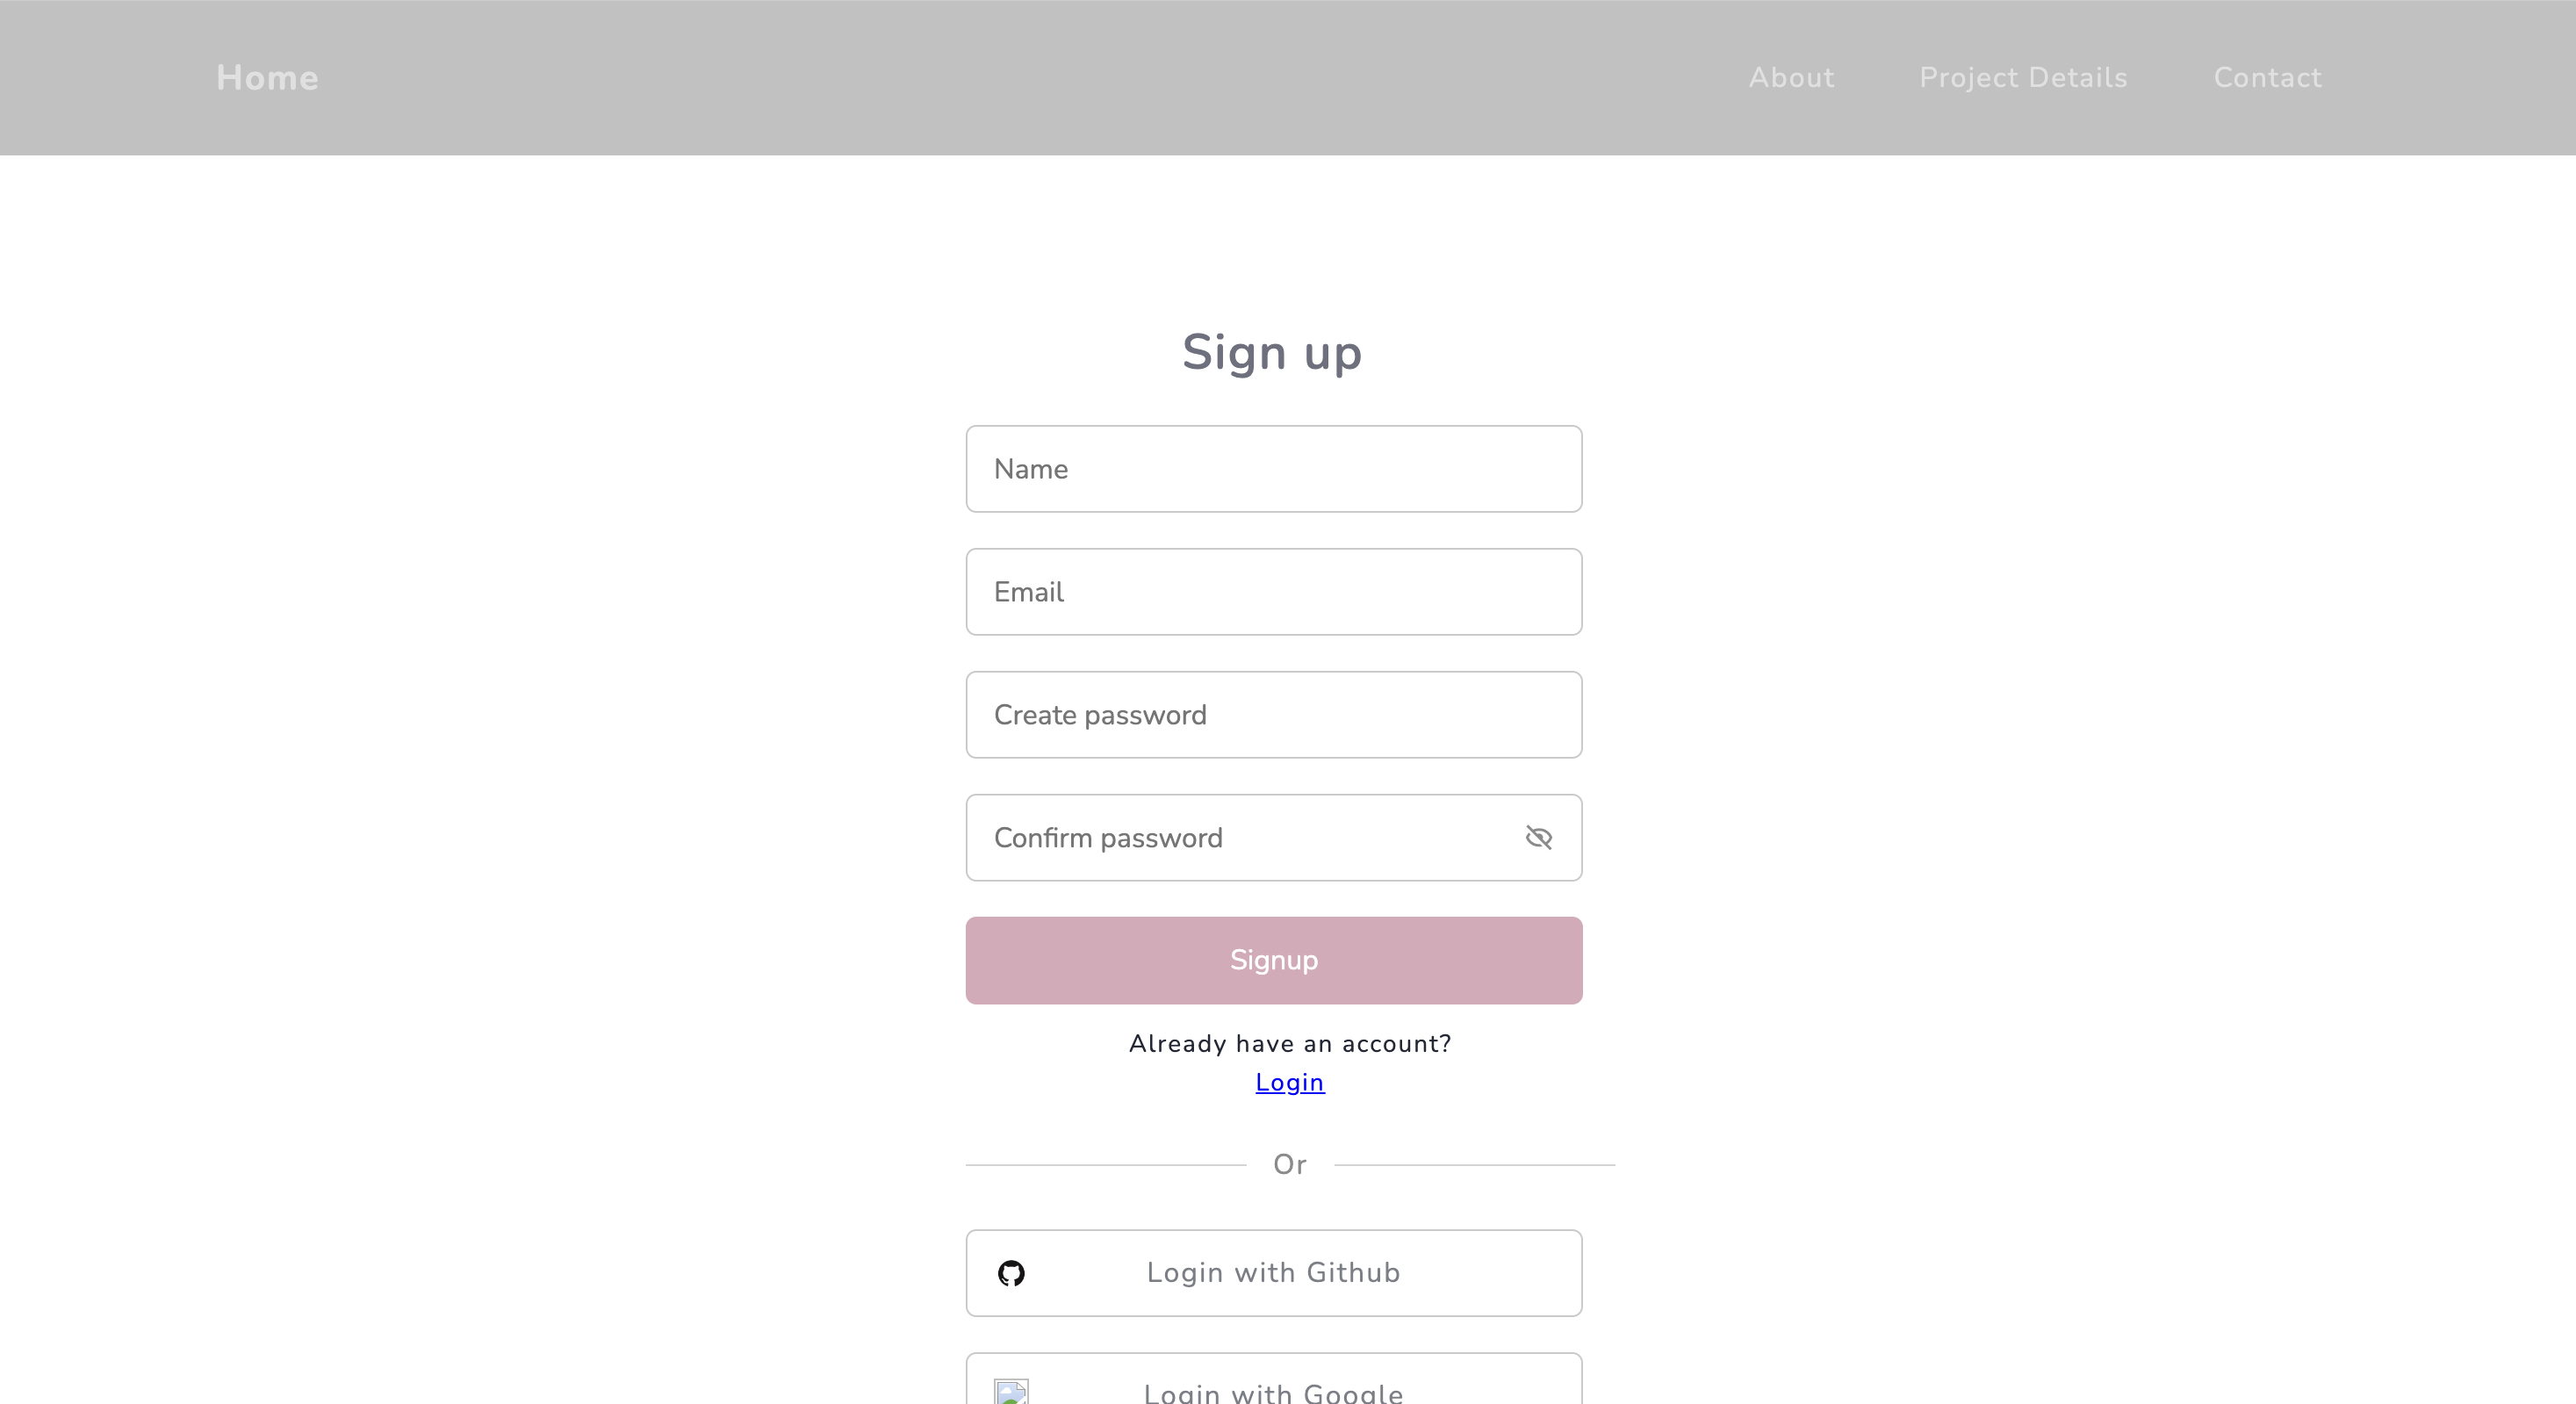 Home About Project Details Contact
Sign up
Name
Email
Create password
Confirm password
Signup
Already have an account?
Login
Or
Login with Github
Login with Google